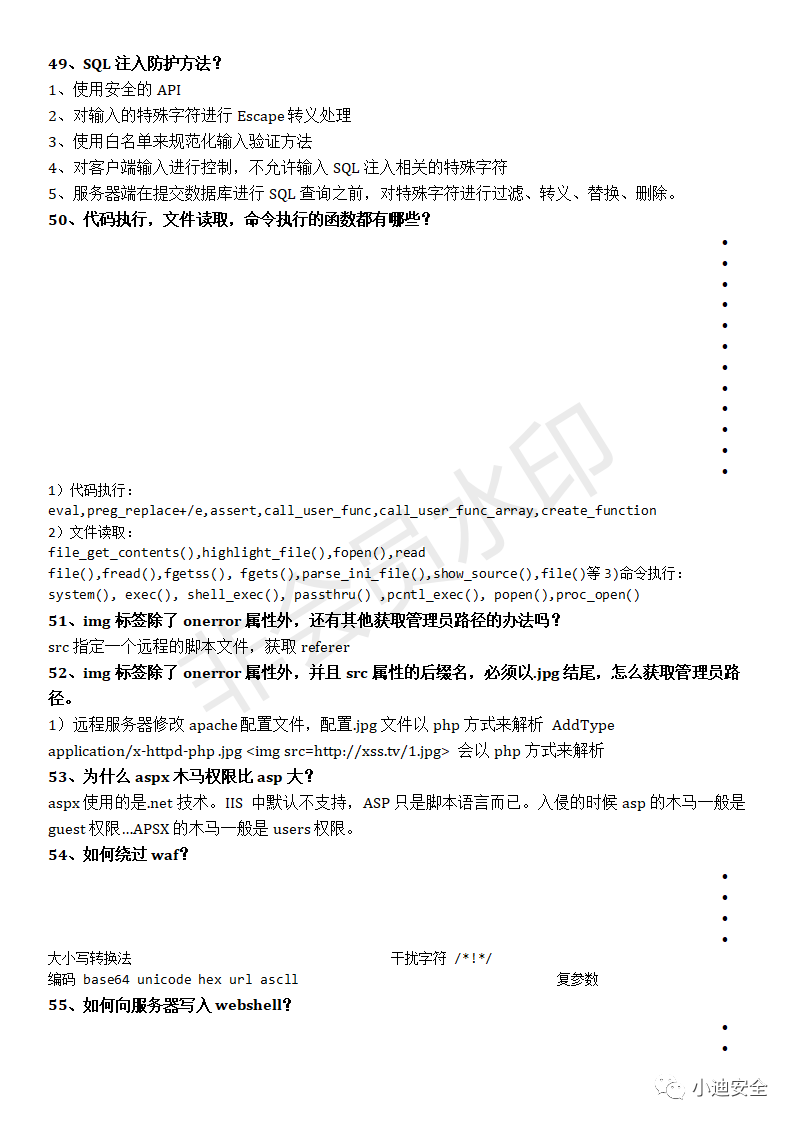 49、SQL 注入防护方法？
1、使用安全的 API
2、对输入的特殊字符进行 Escape 转义处理
3、使用白名单来规范化输入验证方法
4、对客户端输入进行控制，不允许输入 SQL 注入相关的特殊字符
5、服务器端在提交数据库进行 SQL 查询之前，对特殊字符进行过滤、转义、替换、删除。
50、代码执行，文件读取，命令执行的函数都有哪些？
•
•
•
•
•
•
•
•
•
•
•
•
1）代码执行：
eval,preg_replace+/e,assert,call_user_func,call_user_func_array,create_function
2）文件读取：
file_get_contents(),highlight_file(),fopen(),read
file(),fread(),fgetss(), fgets(),parse_ini_file(),show_source(),file()等 3)命令执行：
system(), exec(), shell_exec(), passthru() ,pcntl_exec(), popen(),proc_open()
51、img 标签除了 onerror 属性外，还有其他获取管理员路径的办法吗？
src 指定一个远程的脚本文件，获取 referer
52、img 标签除了 onerror 属性外，并且 src 属性的后缀名，必须以.jpg 结尾，怎么获取管理员路
径。
1）远程服务器修改 apache 配置文件，配置.jpg 文件以 php 方式来解析 AddType
application/x-httpd-php .jpg <img src=http://xss.tv/1.jpg> 会以 php 方式来解析
53、为什么 aspx 木马权限比 asp 大？
aspx 使用的是.net 技术。IIS 中默认不支持，ASP 只是脚本语言而已。入侵的时候 asp 的木马一般是
guest 权限…APSX 的木马一般是 users 权限。
54、如何绕过 waf？
•
•
•
•
大小写转换法 干扰字符 /*!*/
编码 base64 unicode hex url ascll 复参数
55、如何向服务器写入 webshell？
•
•
非会员水印
小迪安全